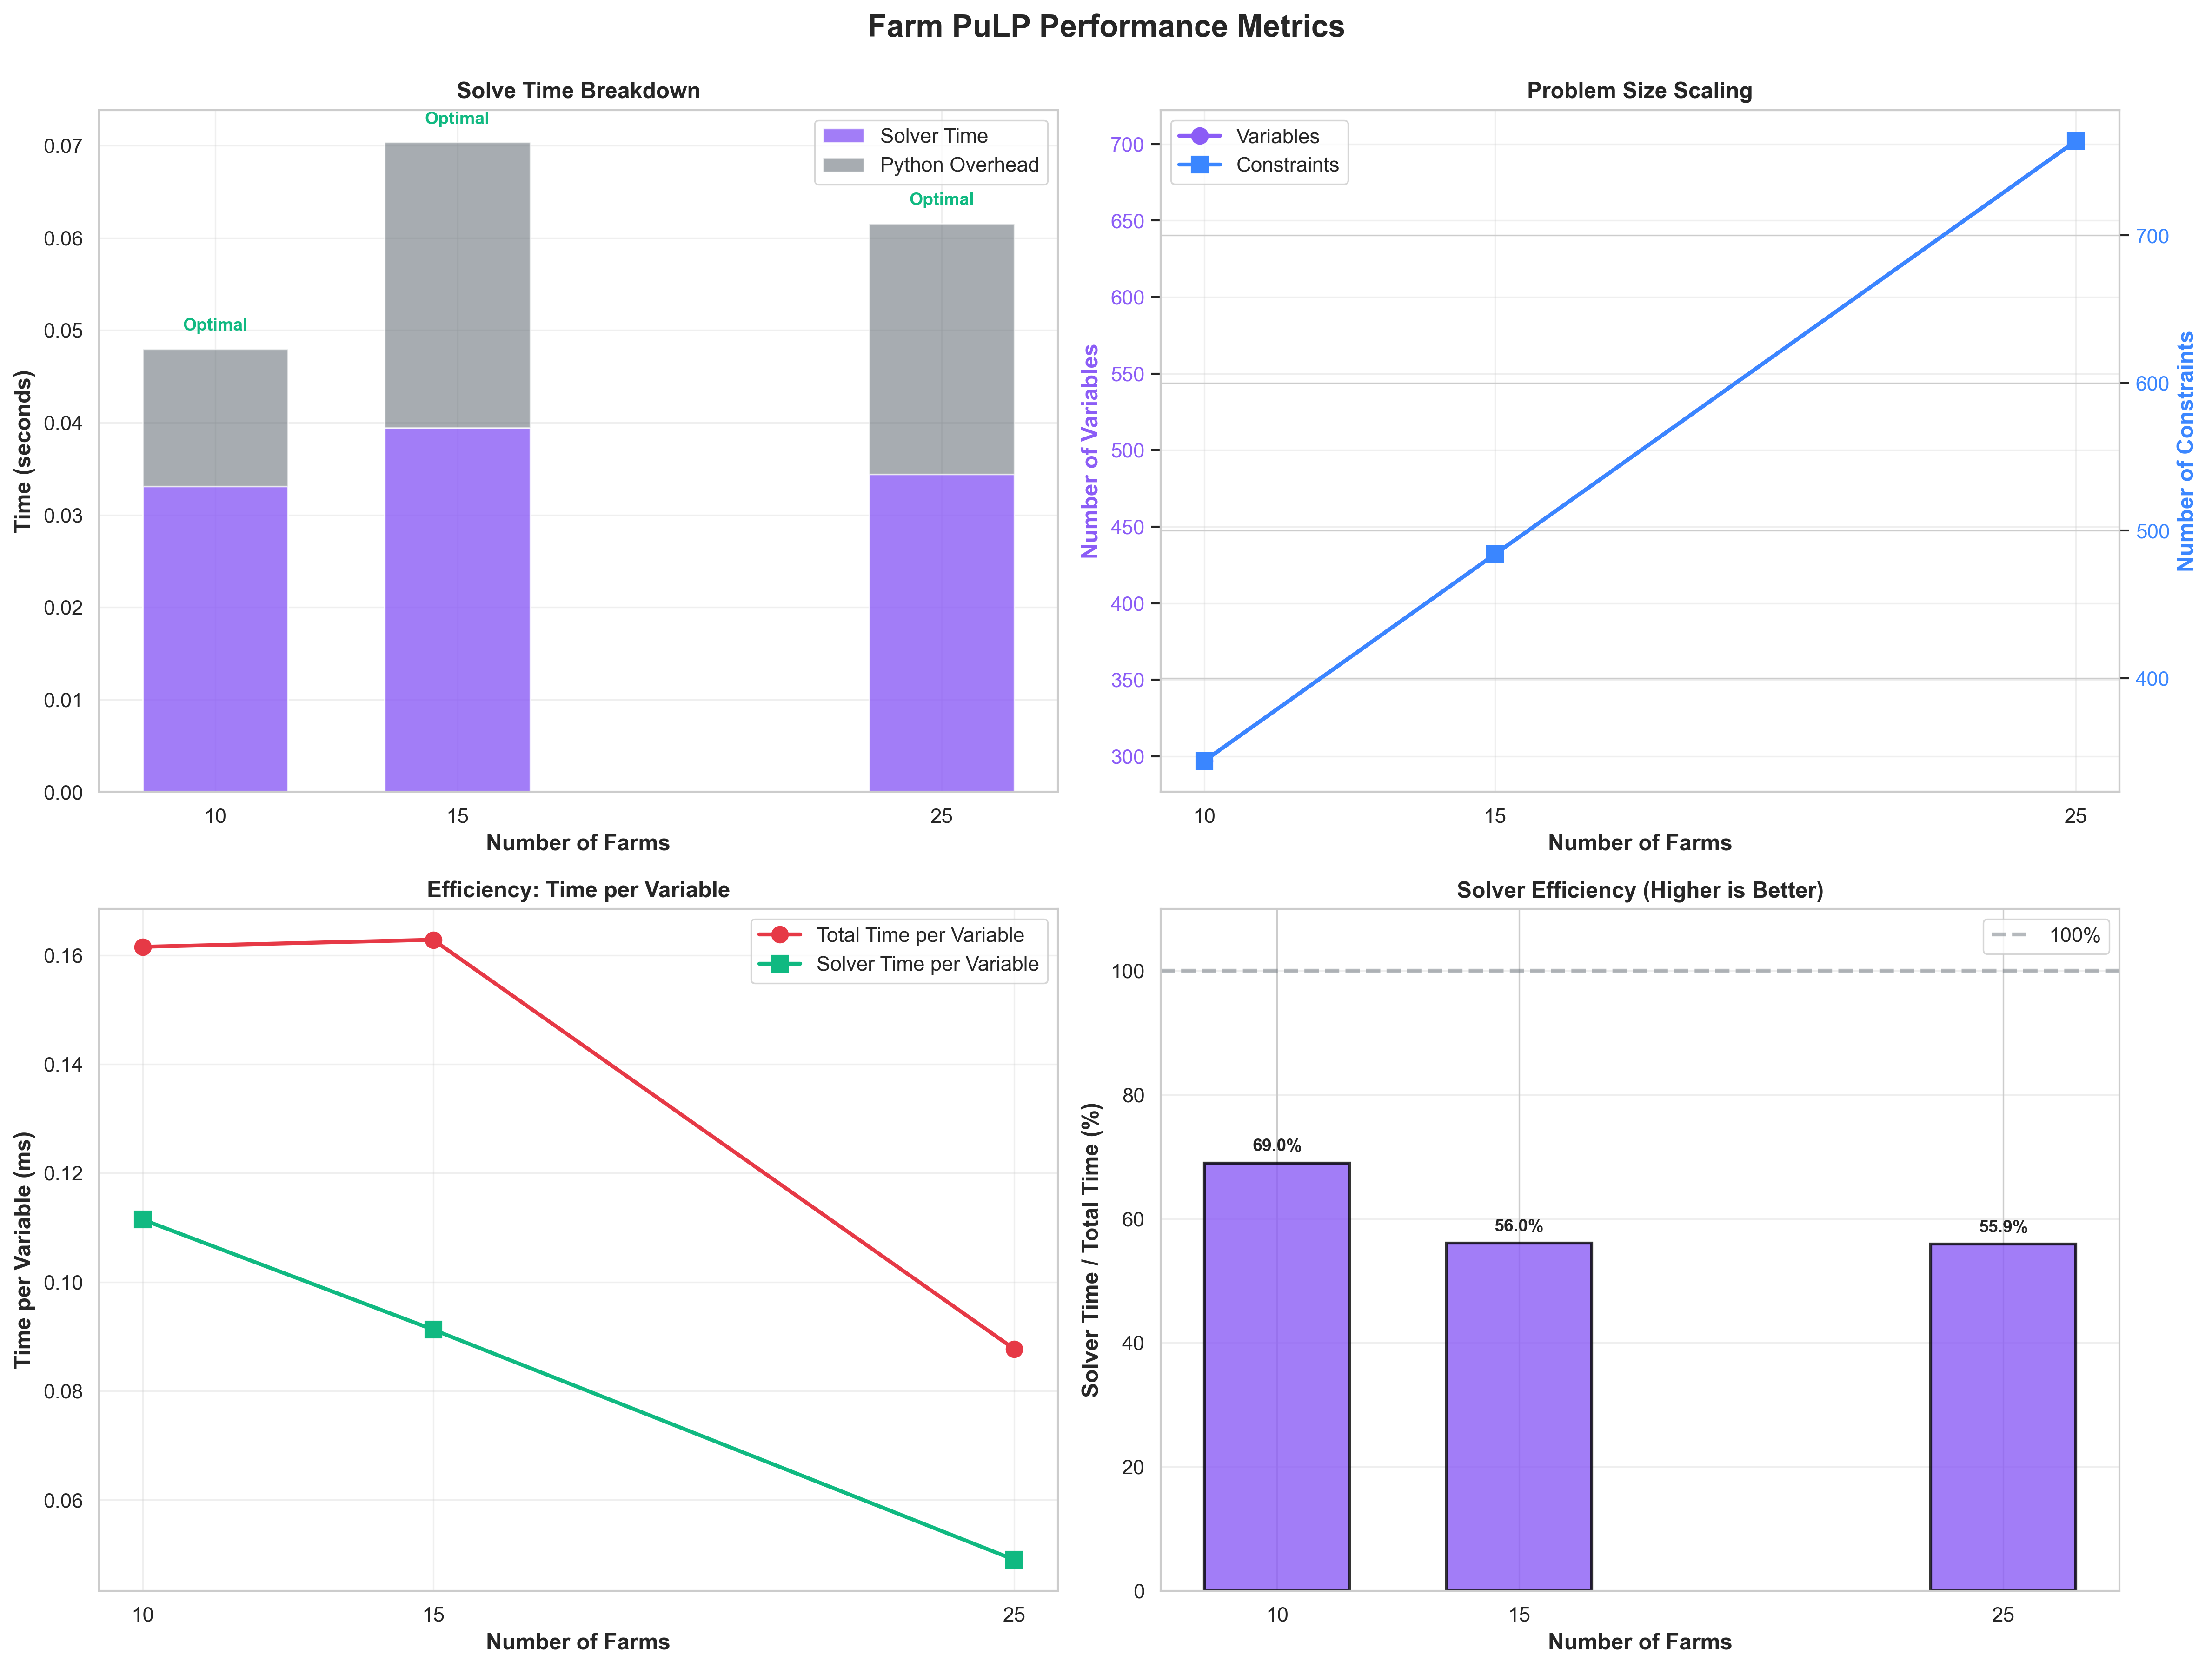 Farm PuLP Performance Metrics
Solve Time Breakdown
Optimal
Optimal
Optimal
Solver Time
Python Overhead
0.07
0.06
0.05
0.04
0.03
0.02
0.01
0.00
Time (seconds)
10
15
25
Number of Farms
Problem Size Scaling
Variables
Constraints
700
650
600
550
500
450
400
350
300
Number of Variables
700
600
500
400
Number of Constraints
10
15
25
Number of Farms
Efficiency: Time per Variable
Total Time per Variable
Solver Time per Variable
0.16
0.14
0.12
0.10
0.08
0.06
Time per Variable (ms)
10
15
25
Number of Farms
Solver Efficiency (Higher is Better)
100%
100
80
60
40
20
0
Solver Time / Total Time (%)
69.0%
56.0%
55.9%
10
15
25
Number of Farms